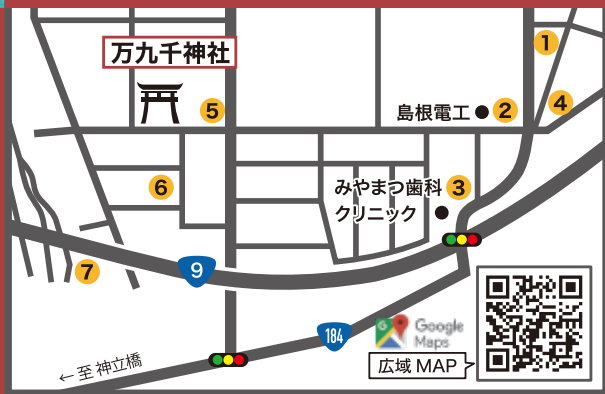 万九千神社
1
島根電工
2
4
5
6
みやまつ歯科
クリニック
3
7
9
184
Google
Maps
広域 MAP
←至 神立橋